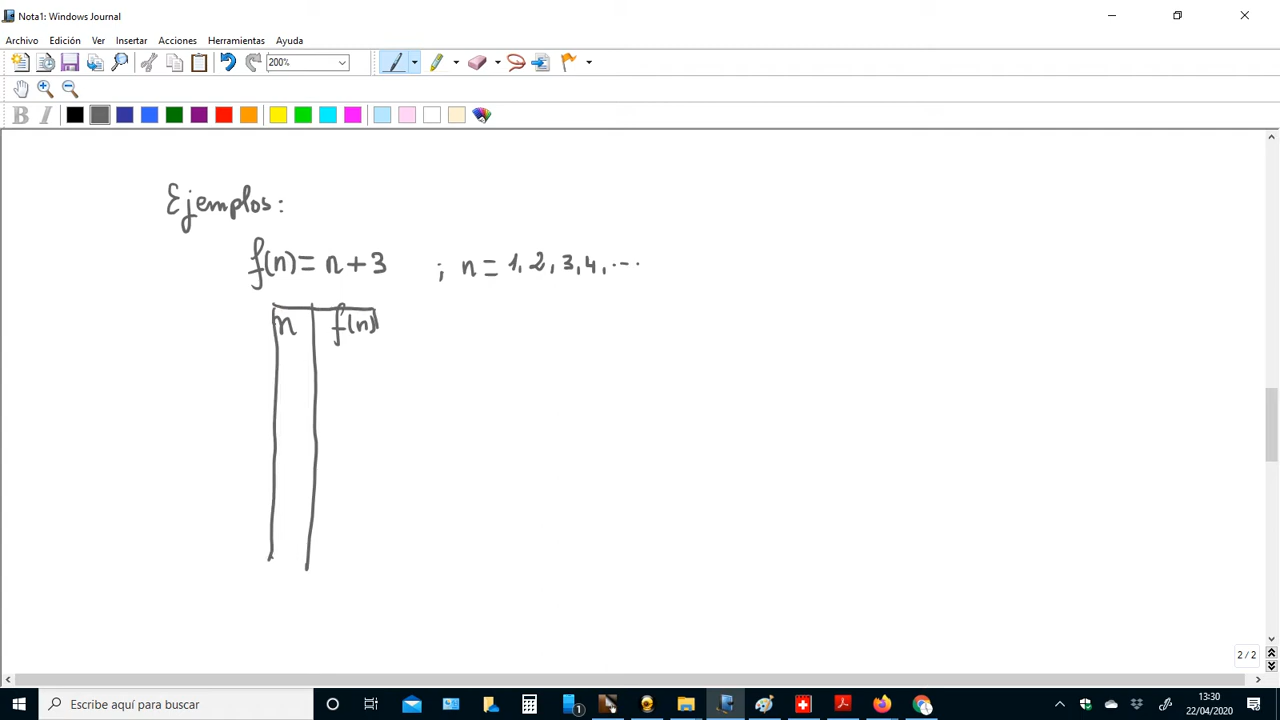 Nota1: Windows Journal
Archivo Edición Ver Insertar Acciones Herramientas Ayuda
200%
B I
Ejemplos:
f(n) = n + 3 ; n = 1, 2, 3, 4, ...
n f(n)
2 / 2
Escribe aquí para buscar
1
13:30
22/04/2020